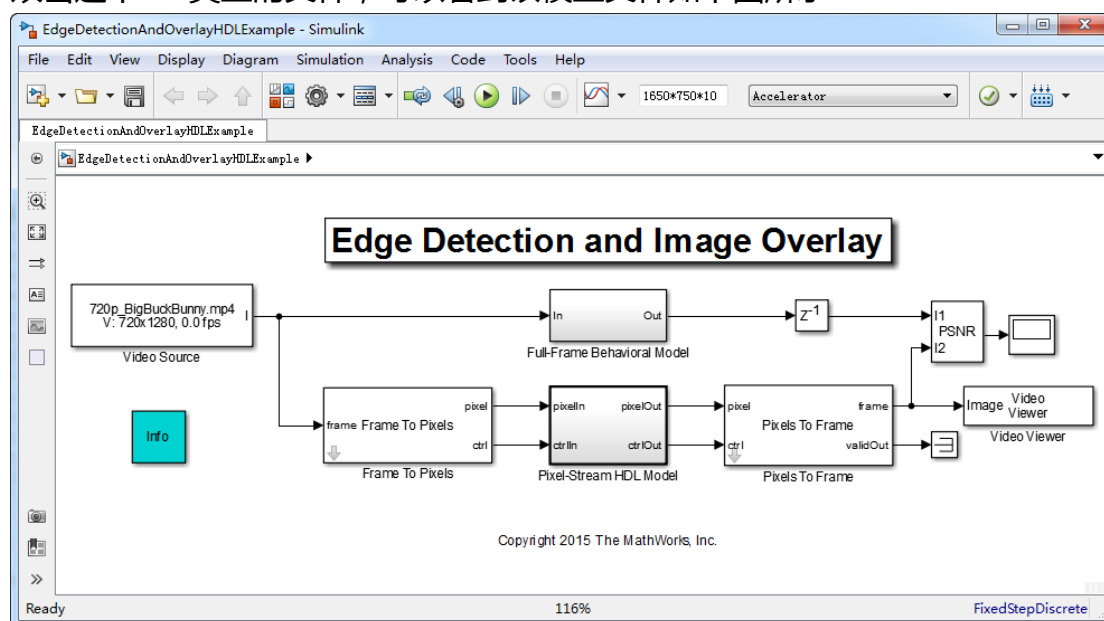 EdgeDetectionAndOverlayHDLExample - Simulink
File Edit View Display Diagram Simulation Analysis Code Tools Help
1650*750*10 Accelerator
EdgeDetectionAndOverlayHDLExample
EdgeDetectionAndOverlayHDLExample
Edge Detection and Image Overlay
720p_BigBuckBunny.mp4
V: 720x1280, 0.0 fps
I
Video Source
In Out
Full-Frame Behavioral Model
Z-1
I1
PSNR
I2
Info
pixel
frame Frame To Pixels
ctrl
Frame To Pixels
pixelIn pixelOut
ctrlIn ctrlOut
Pixel-Stream HDL Model
pixel frame
Pixels To Frame
ctrl validOut
Pixels To Frame
Image Video Viewer
Video Viewer
Copyright 2015 The MathWorks, Inc.
Ready 116% FixedStepDiscrete